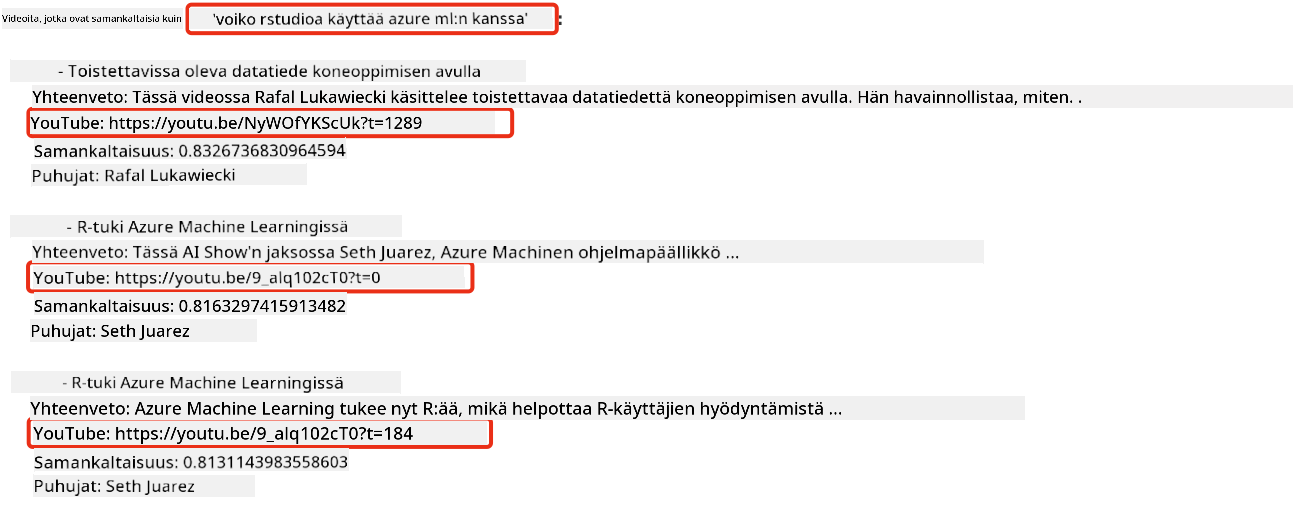 Videoita, jotka ovat samankaltaisia kuin 'voiko rstudioa käyttää azure ml:n kanssa':
- Toistettavissa oleva datatiede koneoppimisen avulla
Yhteenveto: Tässä videossa Rafal Lukawiecki käsittelee toistettavaa datatiedettä koneoppimisen avulla. Hän havainnollistaa, miten. .
YouTube: https://youtu.be/NyWOfYKScUk?t=1289
Samankaltaisuus: 0.8326736830964594
Puhujat: Rafal Lukawiecki
- R-tuki Azure Machine Learningissä
Yhteenveto: Tässä AI Show'n jaksossa Seth Juarez, Azure Machinen ohjelmapäällikkö ...
YouTube: https://youtu.be/9_alq102cT0?t=0
Samankaltaisuus: 0.8163297415913482
Puhujat: Seth Juarez
- R-tuki Azure Machine Learningissä
Yhteenveto: Azure Machine Learning tukee nyt R:ää, mikä helpottaa R-käyttäjien hyödyntämistä ...
YouTube: https://youtu.be/9_alq102cT0?t=184
Samankaltaisuus: 0.8131143983558603
Puhujat: Seth Juarez